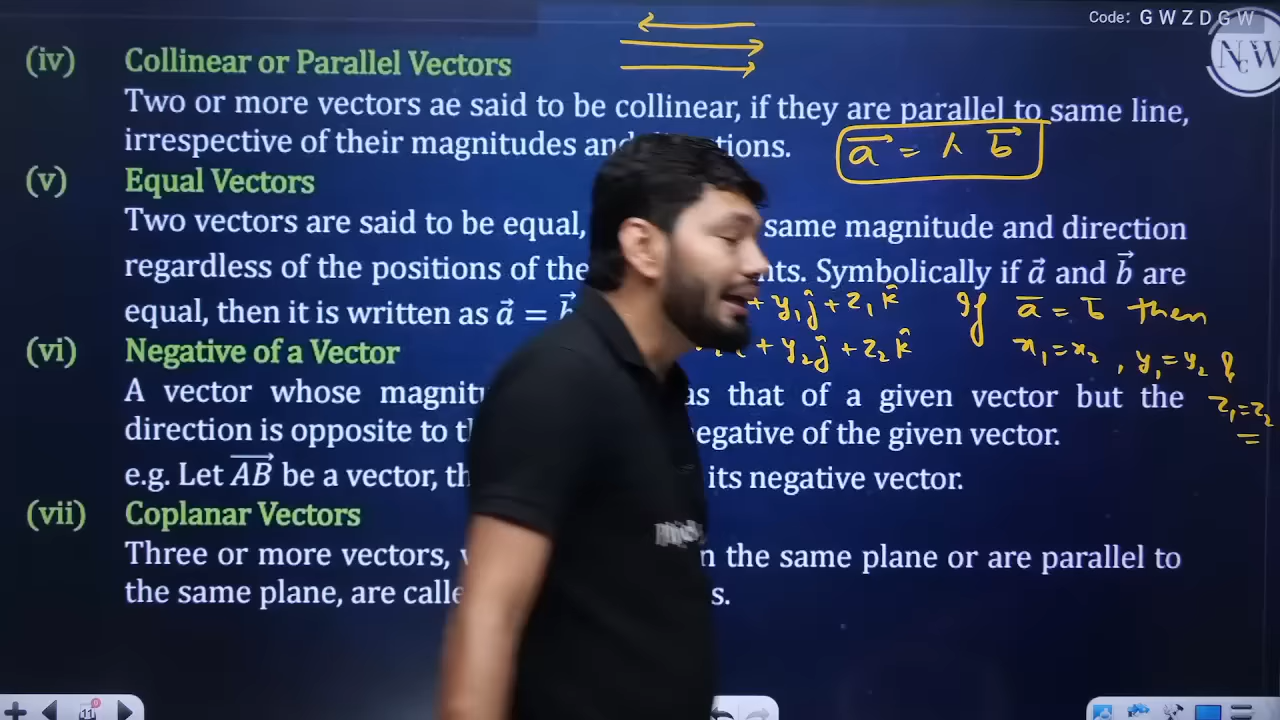 Code: G W Z D G W
N C W
(iv) Collinear or Parallel Vectors
Two or more vectors ae said to be collinear, if they are parallel to same line,
irrespective of their magnitudes and tions.
a⃗ = λ b⃗
(v) Equal Vectors
Two vectors are said to be equal, same magnitude and direction
regardless of the positions of the nts. Symbolically if a⃗ and b⃗ are
equal, then it is written as a⃗ = b⃗
+ y₁ĵ + z₁k̂ If a̅ = b̅ then
+ y₂ĵ + z₂k̂ x₁=x₂, y₁=y₂ &
z₁=z₂
(vi) Negative of a Vector
A vector whose magnitu as that of a given vector but the
direction is opposite to t egative of the given vector.
e.g. Let AB⃗ be a vector, th its negative vector.
(vii) Coplanar Vectors
Three or more vectors, n the same plane or are parallel to
the same plane, are calle s.
11